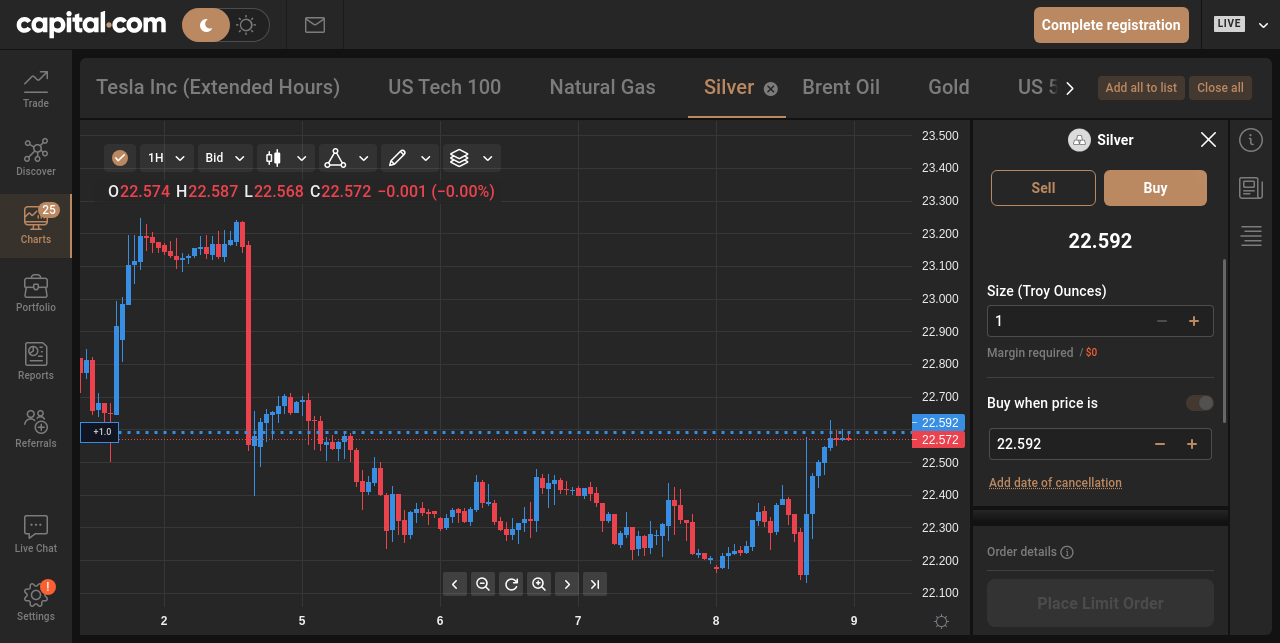 capital.com
Complete registration
LIVE
Trade
Discover
25
Charts
Portfolio
Reports
Referrals
Live Chat
!
Settings
Tesla Inc (Extended Hours)
US Tech 100
Natural Gas
Silver
Brent Oil
Gold
US 5
Add all to list
Close all
1H
Bid
O22.574 H22.587 L22.568 C22.572 −0.001 (−0.00%)
+1.0
23.500
23.400
23.300
23.200
23.100
23.000
22.900
22.800
22.700
22.592
22.572
22.500
22.400
22.300
22.200
22.100
2 3 4 5 6 7 8 9
Silver
Sell
Buy
22.592
Size (Troy Ounces)
1
Margin required / $0
Buy when price is
22.592
Add date of cancellation
Order details
Place Limit Order